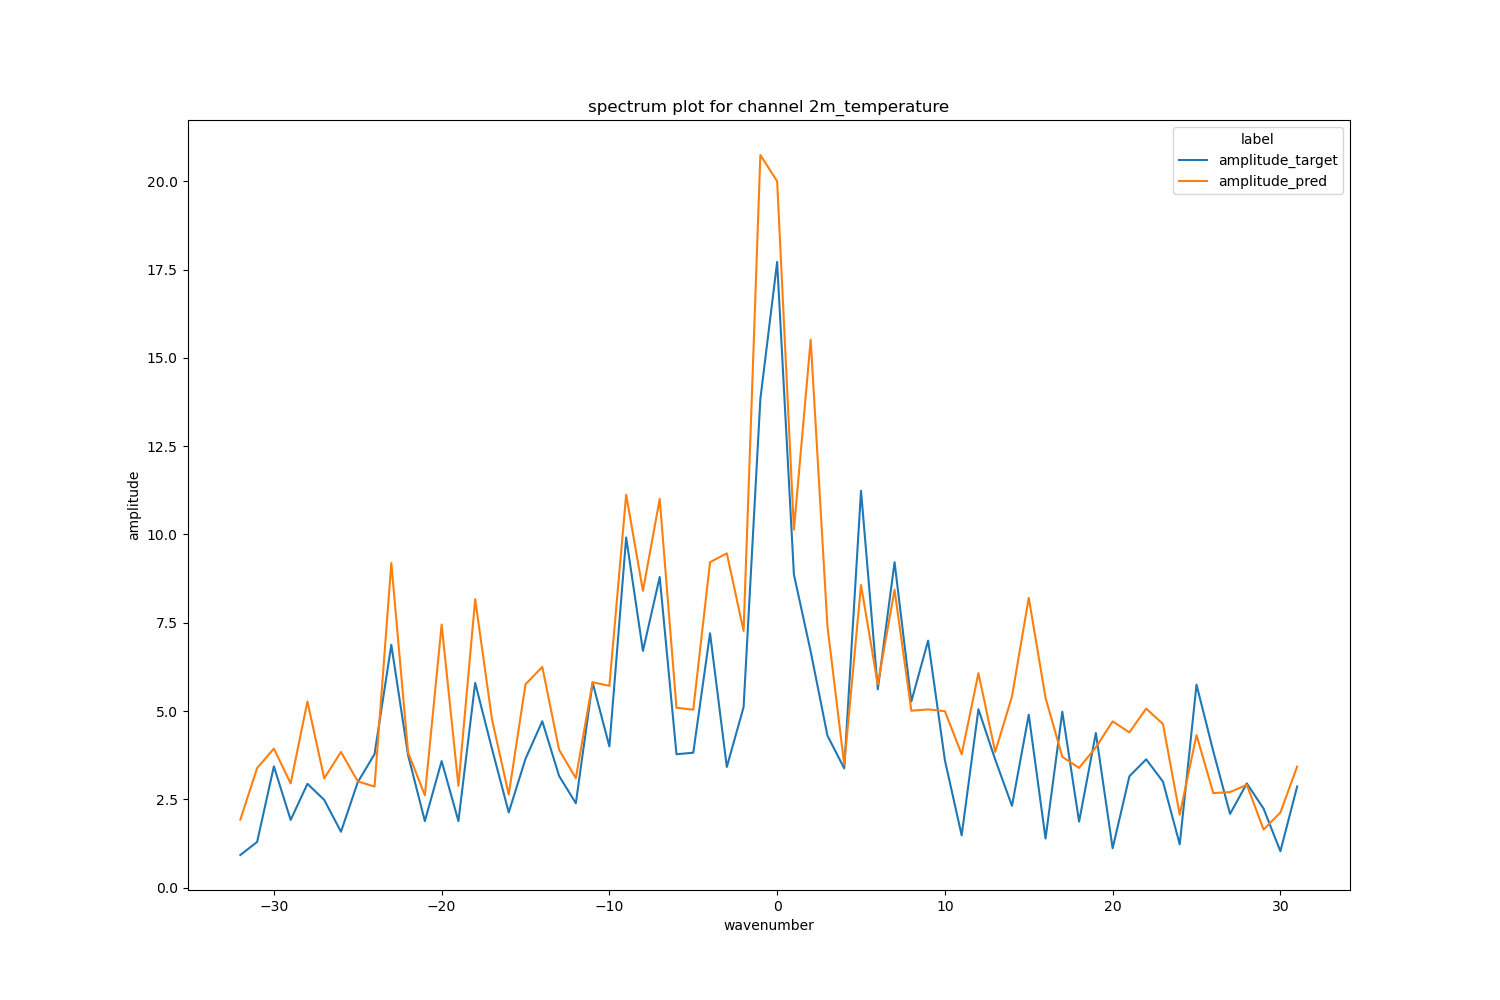 spectrum plot for channel 2m_temperature
label
amplitude_target
amplitude_pred
20.0
17.5
15.0
12.5
10.0
7.5
5.0
2.5
0.0
amplitude
−30 −20 −10 0 10 20 30
wavenumber